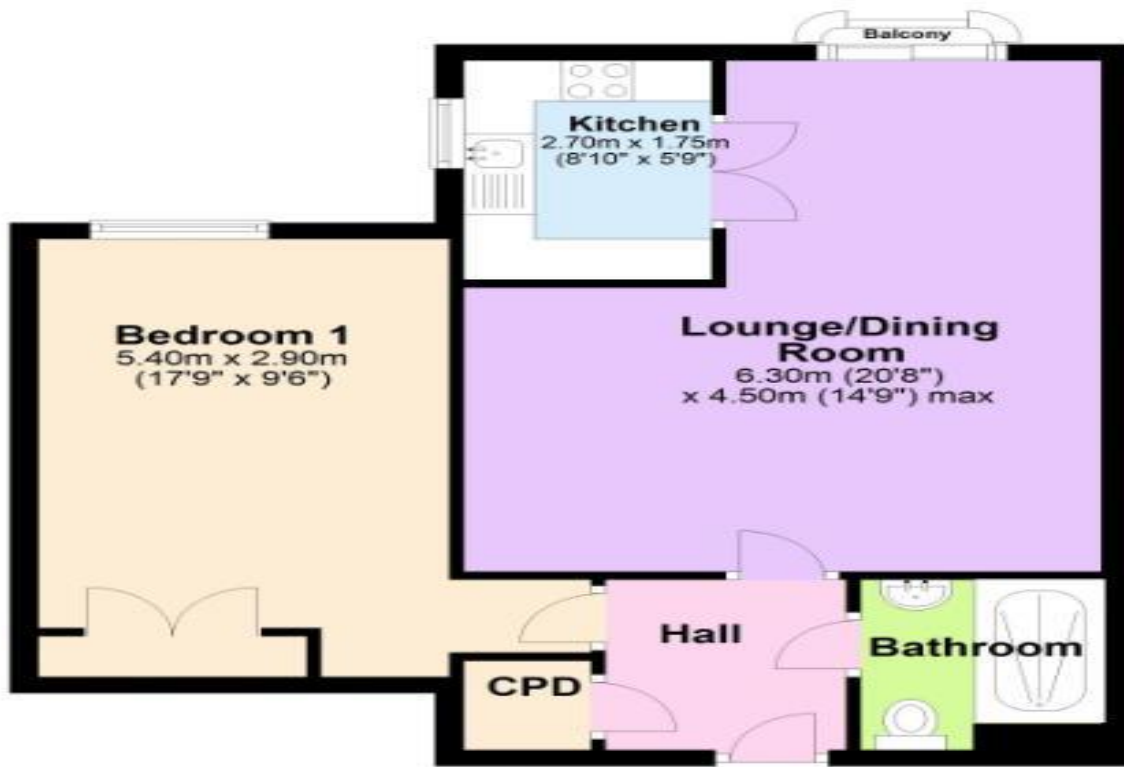 Balcony
Kitchen
2.70m x 1.75m
(8'10" x 5'9")
Bedroom 1
5.40m x 2.90m
(17'9" x 9'6")
Lounge/Dining
Room
6.30m (20'8")
x 4.50m (14'9") max
Hall
Bathroom
CPD